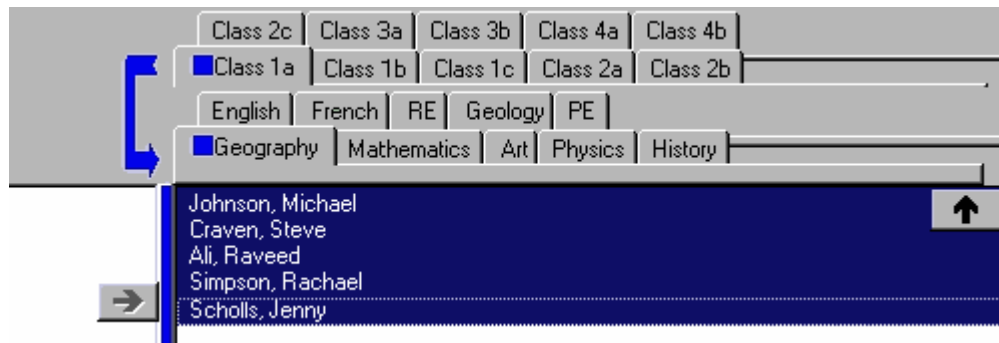 Class 2c Class 3a Class 3b Class 4a Class 4b
Class 1a Class 1b Class 1c Class 2a Class 2b
English French RE Geology PE
Geography Mathematics Art Physics History
Johnson, Michael
Craven, Steve
Ali, Raveed
Simpson, Rachael
Scholls, Jenny